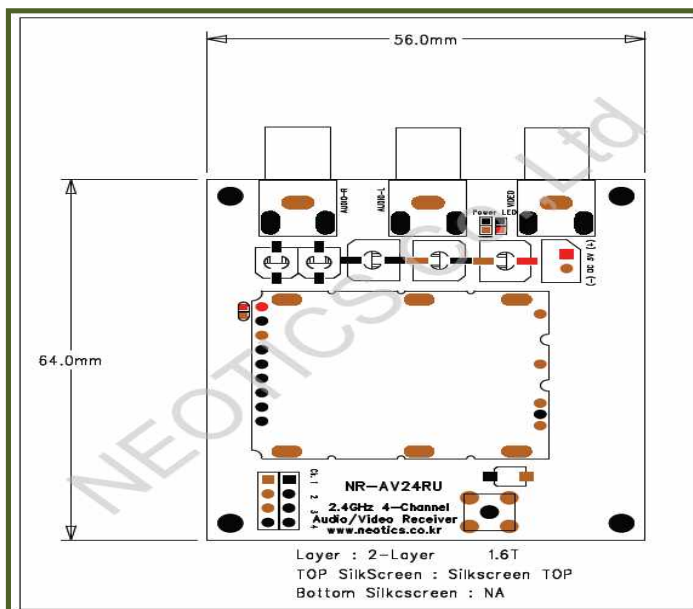 56.0mm
NEOTICS Co., Ltd
AUDIO-R
AUDIO-L
VIDEO
Power LED
(-) DC 5V (+)
64.0mm
CH.1
2
3
4
NR-AV24RU
2.4GHz 4-Channel
Audio/Video Receiver
www.neotics.co.kr
Layer : 2-Layer 1.6T
TOP SilkScreen : Silkscreen TOP
Bottom Silkcscreen : NA